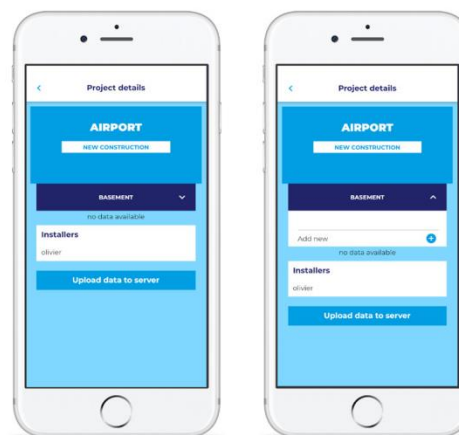 Project details
AIRPORT
NEW CONSTRUCTION
BASEMENT
no data available
Installers
olivier
Upload data to server
Project details
AIRPORT
NEW CONSTRUCTION
BASEMENT
Add new
no data available
Installers
olivier
Upload data to server